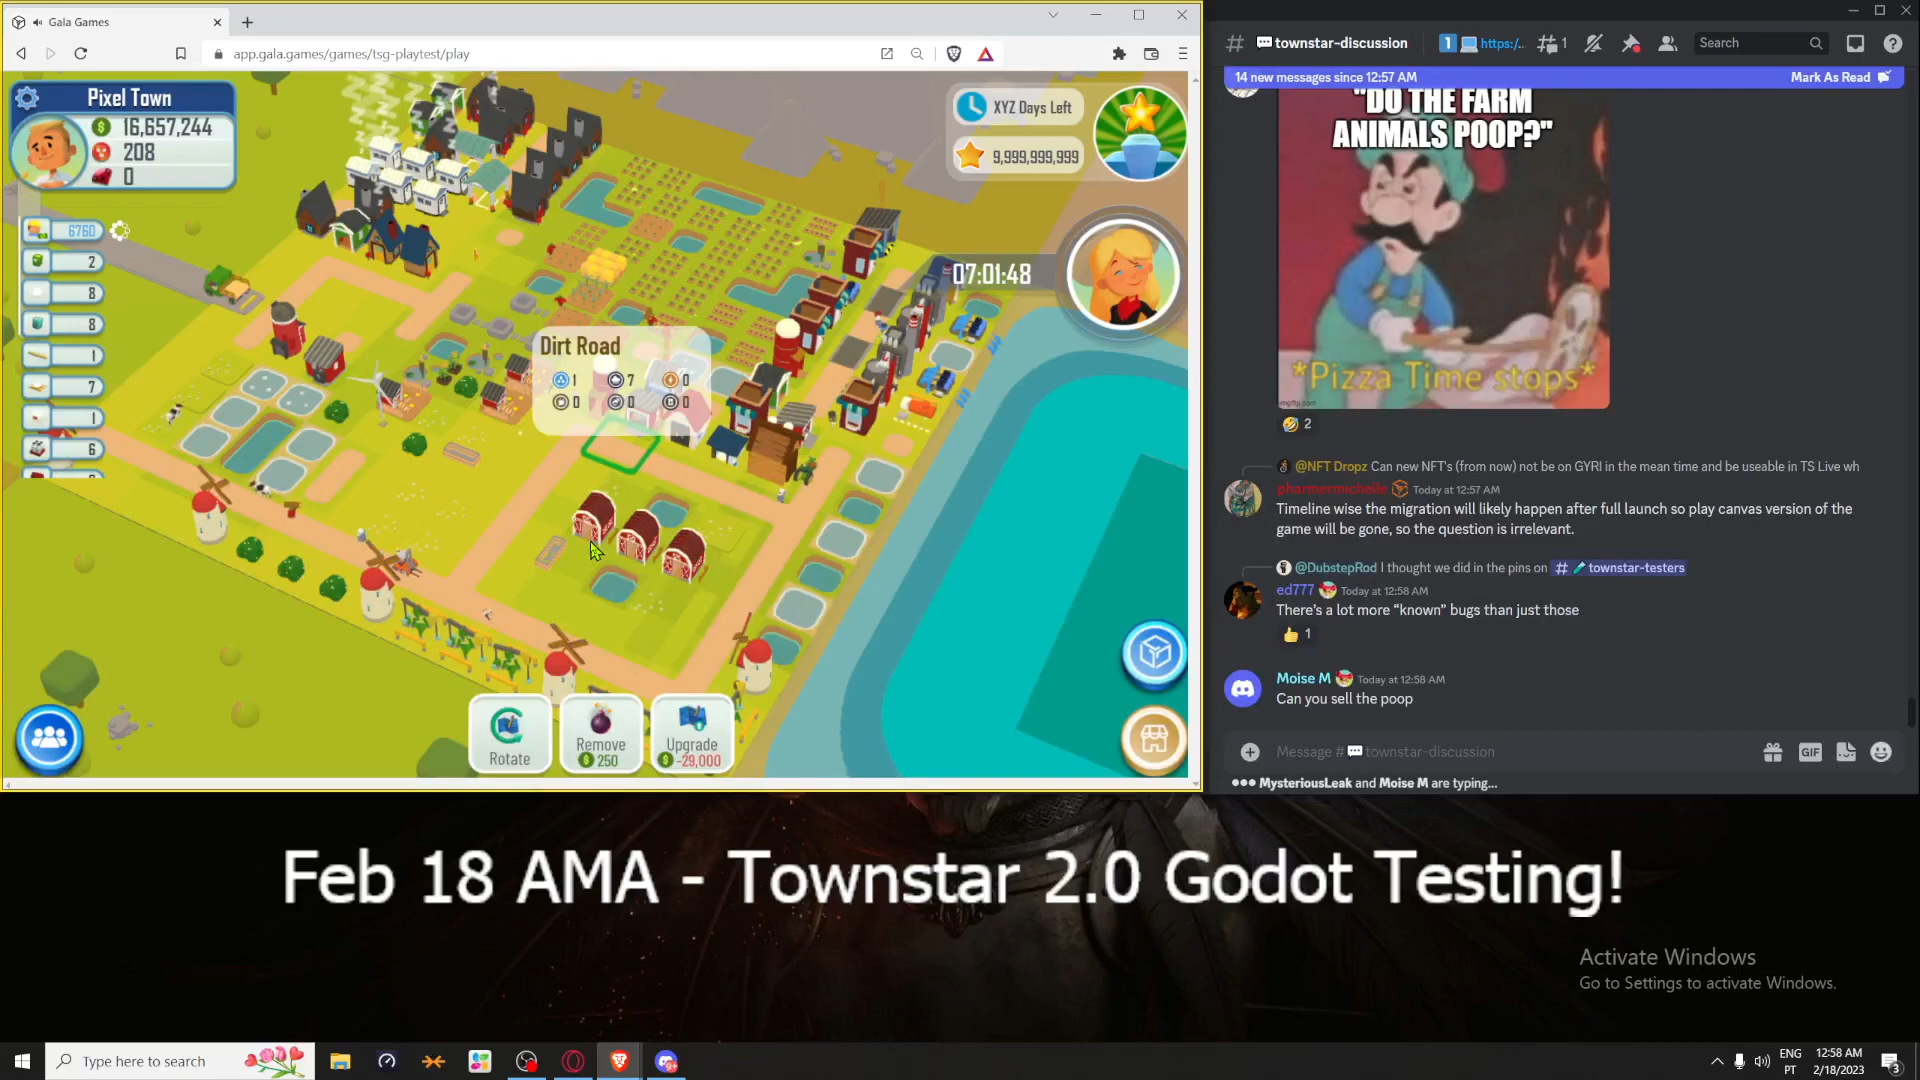 Gala Games
app.gala.games/games/tsg-playtest/play
Pixel Town
16,657,244
208
0
6760
2
8
8
1
7
1
6
XYZ Days Left
9,999,999,999
07:01:48
Dirt Road
1 7 0
0 0 0
Rotate
Remove
250
Upgrade
-29,000
townstar-discussion
1 https:/..
1
Search
14 new messages since 12:57 AM
Mark As Read
"DO THE FARM
ANIMALS POOP?"
*Pizza Time stops*
imgflip.com
2
@NFT Dropz Can new NFT's (from now) not be on GYRI in the mean time and be useable in TS Live wh
pharmermichelle Today at 12:57 AM
Timeline wise the migration will likely happen after full launch so play canvas version of the
game will be gone, so the question is irrelevant.
@DubstepRod I thought we did in the pins on # townstar-testers
ed777 Today at 12:58 AM
There's a lot more “known” bugs than just those
1
Moise M Today at 12:58 AM
Can you sell the poop
Message # townstar-discussion
GIF
MysteriousLeak and Moise M are typing...
Feb 18 AMA - Townstar 2.0 Godot Testing!
Activate Windows
Go to Settings to activate Windows.
Type here to search
9+
ENG
PT
12:58 AM
2/18/2023
3